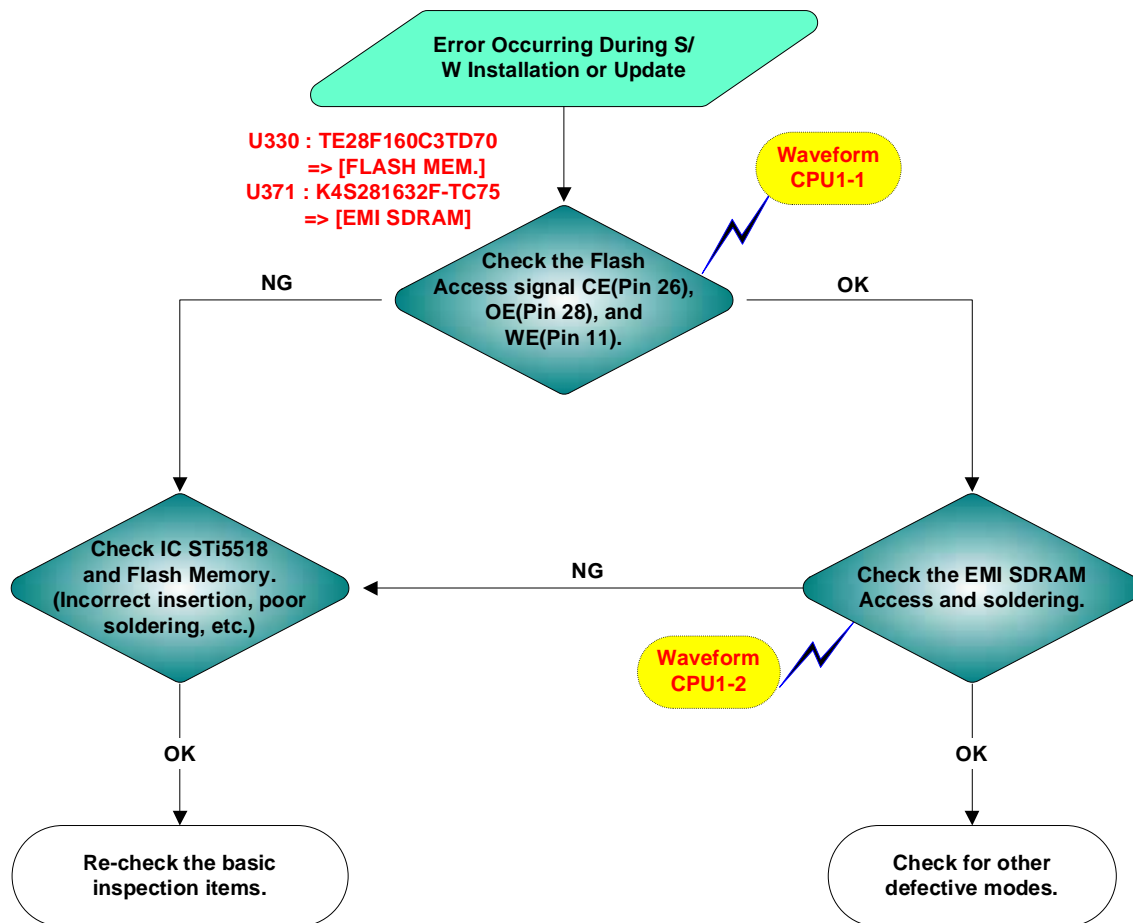 Error Occurring During S/
W Installation or Update
U330 : TE28F160C3TD70
=> [FLASH MEM.]
U371 : K4S281632F-TC75
=> [EMI SDRAM]
Waveform
CPU1-1
Check the Flash
Access signal CE(Pin 26),
OE(Pin 28), and
WE(Pin 11).
NG
OK
Check IC STi5518
and Flash Memory.
(Incorrect insertion, poor
soldering, etc.)
NG
Check the EMI SDRAM
Access and soldering.
Waveform
CPU1-2
OK
OK
Re-check the basic
inspection items.
Check for other
defective modes.